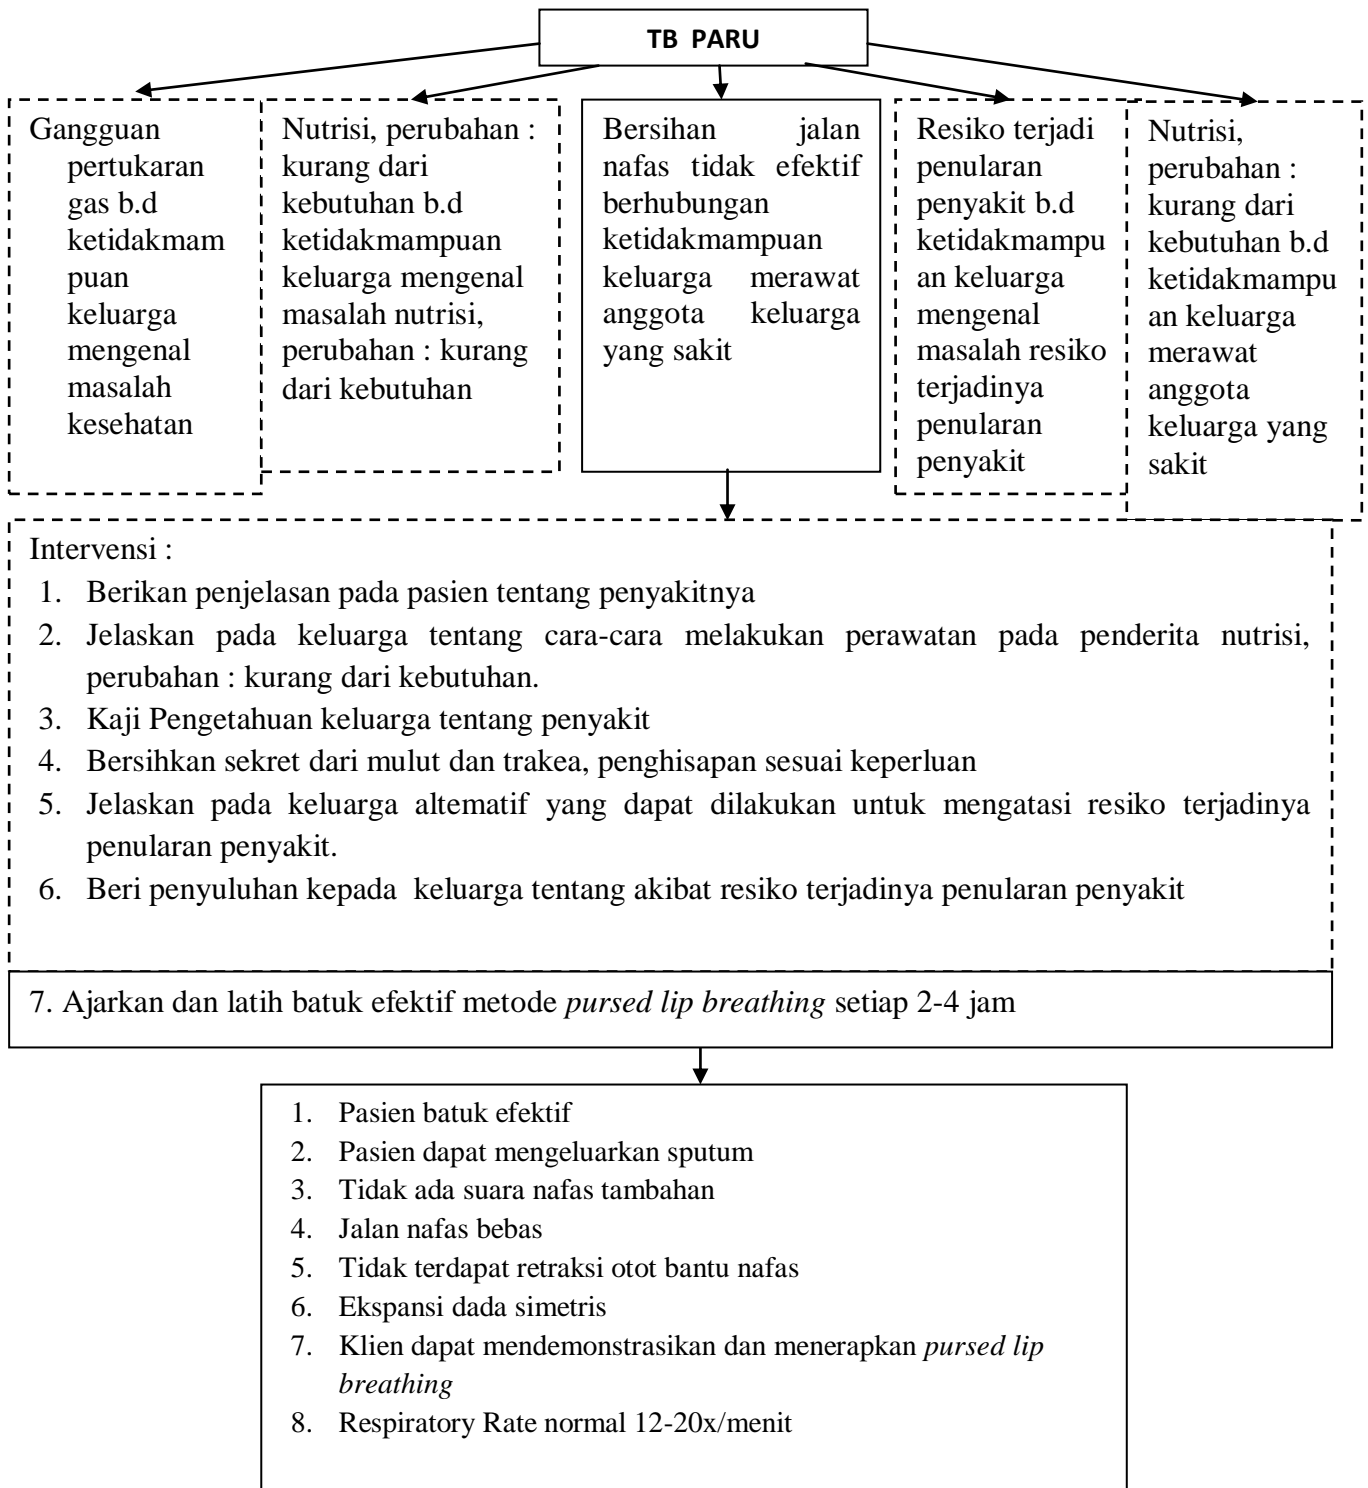 TB PARU
Gangguan
pertukaran
gas b.d
ketidakmam
puan
keluarga
mengenal
masalah
kesehatan
Nutrisi, perubahan :
kurang dari
kebutuhan b.d
ketidakmampuan
keluarga mengenal
masalah nutrisi,
perubahan : kurang
dari kebutuhan
Bersihan jalan
nafas tidak efektif
berhubungan
ketidakmampuan
keluarga merawat
anggota keluarga
yang sakit
Resiko terjadi
penularan
penyakit b.d
ketidakmampu
an keluarga
mengenal
masalah resiko
terjadinya
penularan
penyakit
Nutrisi,
perubahan :
kurang dari
kebutuhan b.d
ketidakmampu
an keluarga
merawat
anggota
keluarga yang
sakit
Intervensi :
1. Berikan penjelasan pada pasien tentang penyakitnya
2. Jelaskan pada keluarga tentang cara-cara melakukan perawatan pada penderita nutrisi,
perubahan : kurang dari kebutuhan.
3. Kaji Pengetahuan keluarga tentang penyakit
4. Bersihkan sekret dari mulut dan trakea, penghisapan sesuai keperluan
5. Jelaskan pada keluarga altematif yang dapat dilakukan untuk mengatasi resiko terjadinya
penularan penyakit.
6. Beri penyuluhan kepada keluarga tentang akibat resiko terjadinya penularan penyakit
7. Ajarkan dan latih batuk efektif metode pursed lip breathing setiap 2-4 jam
1. Pasien batuk efektif
2. Pasien dapat mengeluarkan sputum
3. Tidak ada suara nafas tambahan
4. Jalan nafas bebas
5. Tidak terdapat retraksi otot bantu nafas
6. Ekspansi dada simetris
7. Klien dapat mendemonstrasikan dan menerapkan pursed lip
breathing
8. Respiratory Rate normal 12-20x/menit